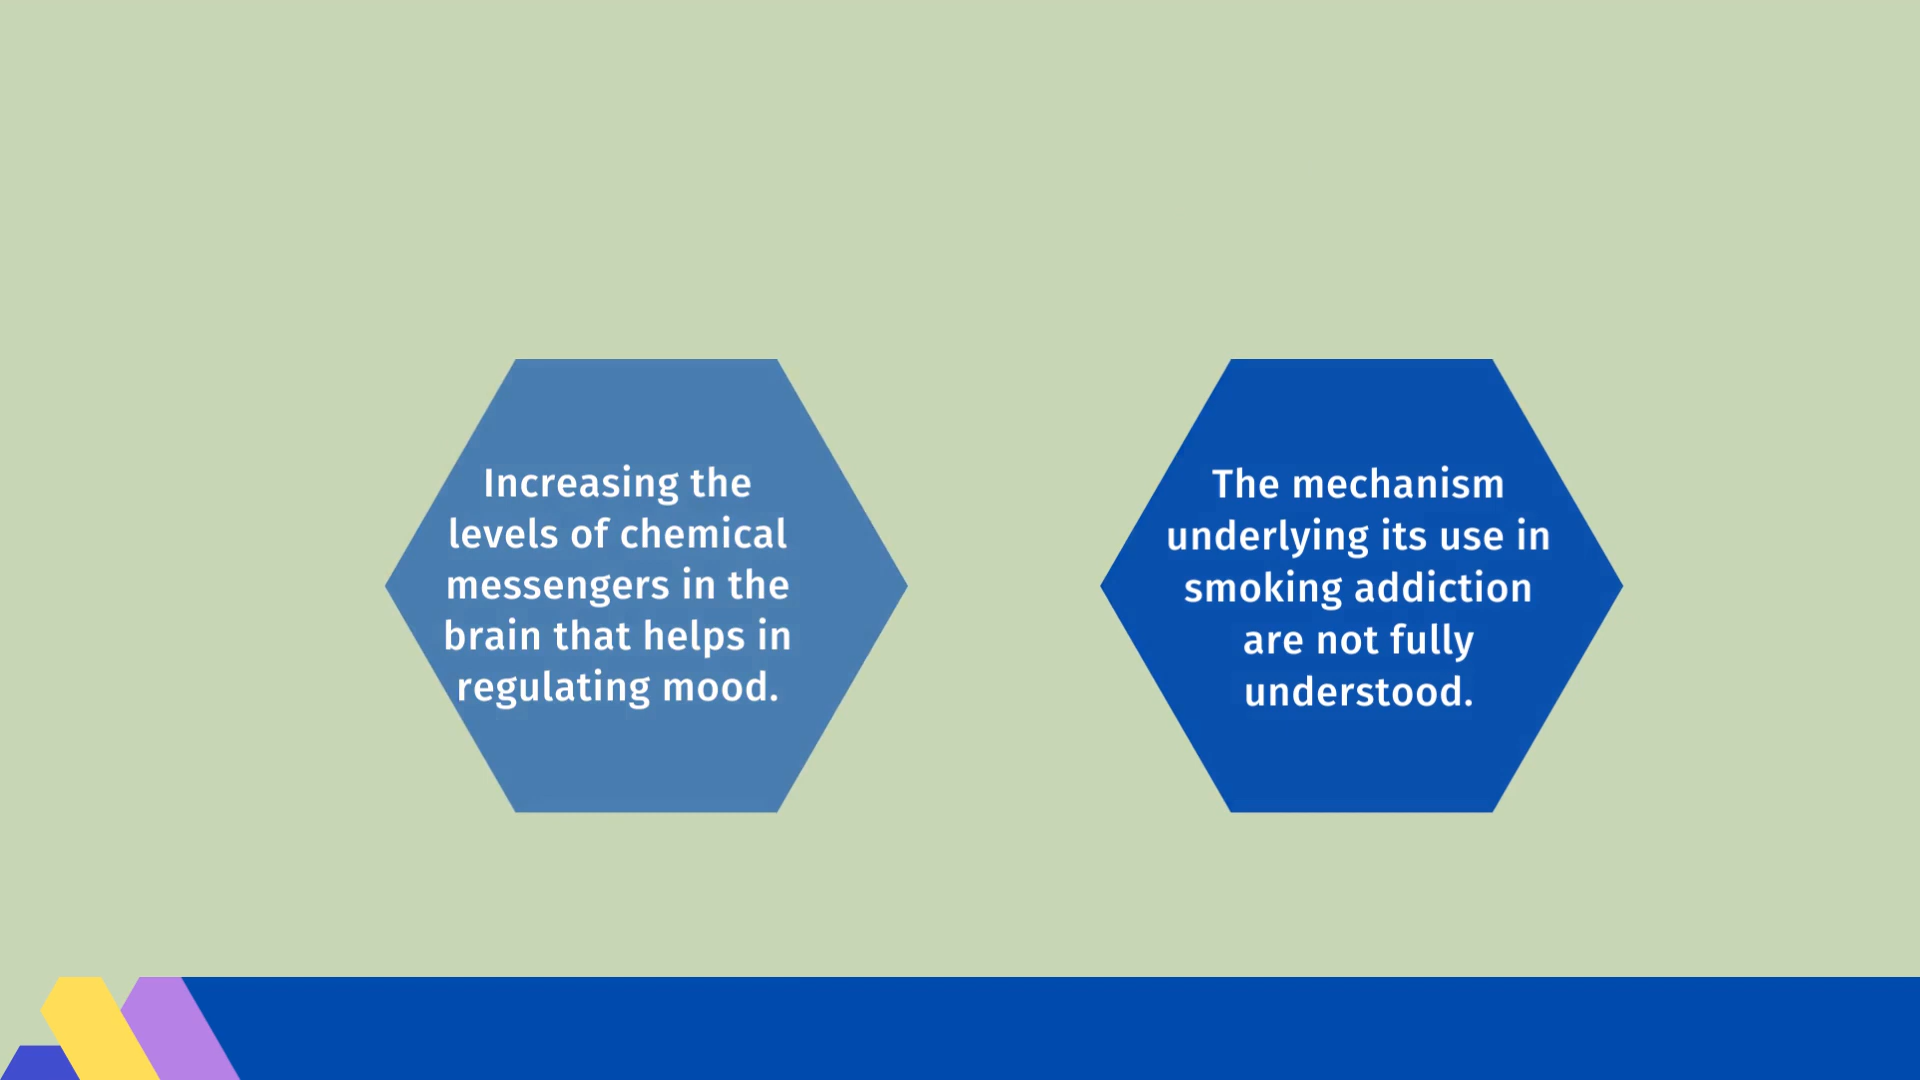 Increasing the
levels of chemical
messengers in the
brain that helps in
regulating mood.
The mechanism
underlying its use in
smoking addiction
are not fully
understood.